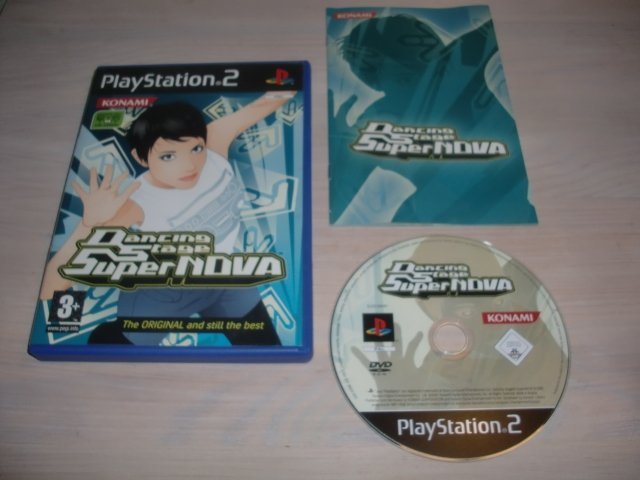 PlayStation.2
KONAMI
Dancing
Stage
SuperNOVA
3+
www.pegi.info
The ORIGINAL and still the best
KONAMI
Dancing
Stage
SuperNOVA
Dancing
Stage
SuperNOVA
KONAMI
DVD
PlayStation.2